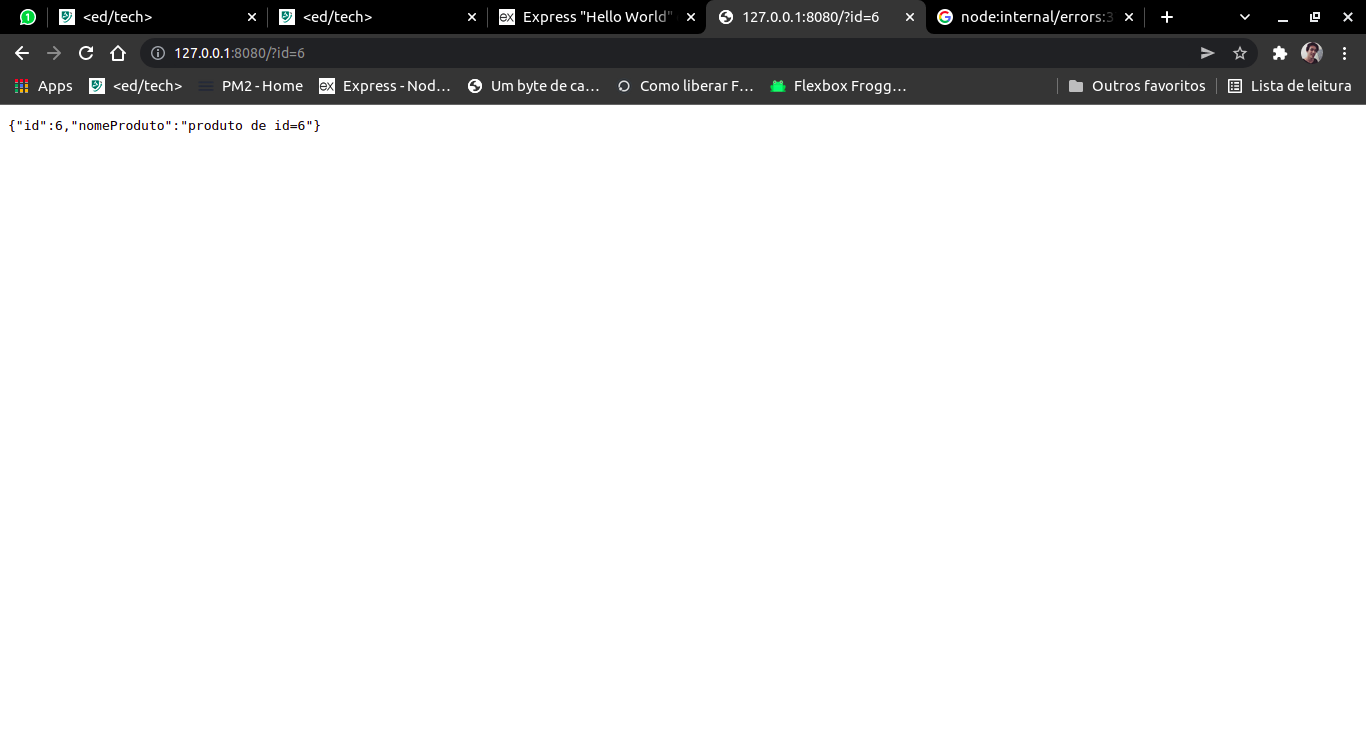 1 <ed/tech> <ed/tech> ex Express "Hello World" 127.0.0.1:8080/?id=6 G node:internal/errors:3
127.0.0.1:8080/?id=6
Apps <ed/tech> PM2 - Home ex Express - Nod... Um byte de ca... Como liberar F... Flexbox Frogg... Outros favoritos Lista de leitura
{"id":6,"nomeProduto":"produto de id=6"}